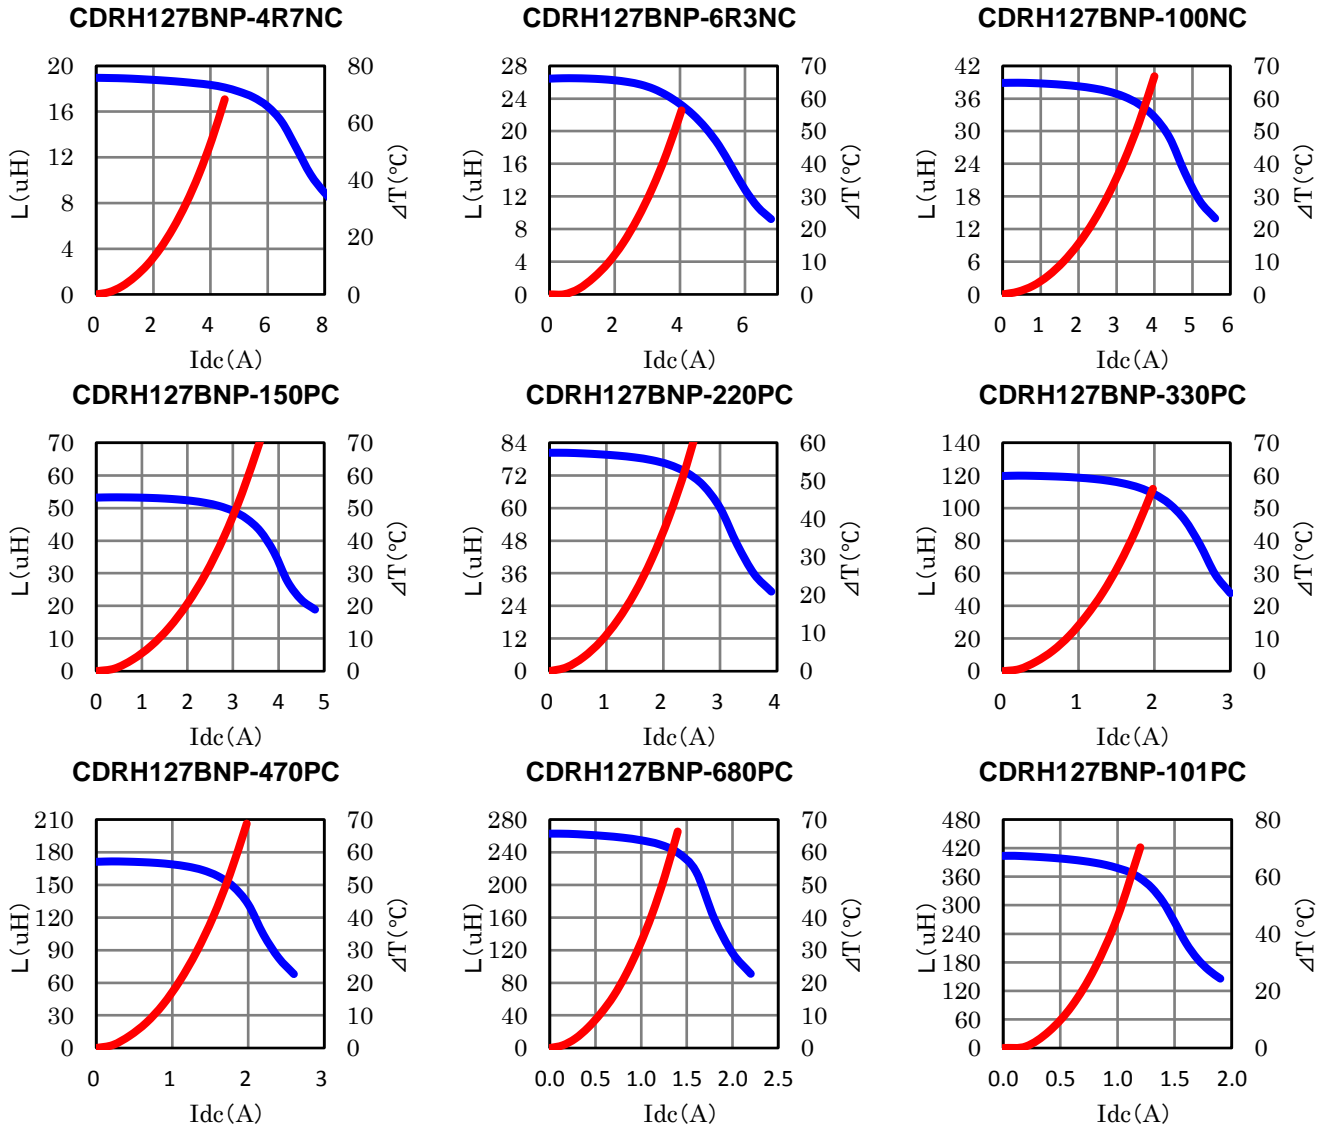 CDRH127BNP-4R7NC
CDRH127BNP-6R3NC
CDRH127BNP-100NC
20 16 12 8 4 0
L(uH)
80 60 40 20 0
⊿T(℃)
0 2 4 6 8
Idc(A)
28 24 20 16 12 8 4 0
L(uH)
70 60 50 40 30 20 10 0
⊿T(℃)
0 2 4 6
Idc(A)
42 36 30 24 18 12 6 0
L(uH)
70 60 50 40 30 20 10 0
⊿T(℃)
0 1 2 3 4 5 6
Idc(A)
CDRH127BNP-150PC
CDRH127BNP-220PC
CDRH127BNP-330PC
70 60 50 40 30 20 10 0
L(uH)
70 60 50 40 30 20 10 0
⊿T(℃)
0 1 2 3 4 5
Idc(A)
84 72 60 48 36 24 12 0
L(uH)
60 50 40 30 20 10 0
⊿T(℃)
0 1 2 3 4
Idc(A)
140 120 100 80 60 40 20 0
L(uH)
70 60 50 40 30 20 10 0
⊿T(℃)
0 1 2 3
Idc(A)
CDRH127BNP-470PC
CDRH127BNP-680PC
CDRH127BNP-101PC
210 180 150 120 90 60 30 0
L(uH)
70 60 50 40 30 20 10 0
⊿T(℃)
0 1 2 3
Idc(A)
280 240 200 160 120 80 40 0
L(uH)
70 60 50 40 30 20 10 0
⊿T(℃)
0.0 0.5 1.0 1.5 2.0 2.5
Idc(A)
480 420 360 300 240 180 120 60 0
L(uH)
80 60 40 20 0
⊿T(℃)
0.0 0.5 1.0 1.5 2.0
Idc(A)